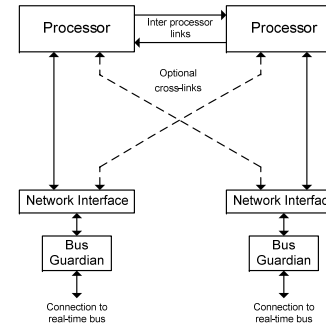 Processor
Inter processor
links
Processor
Optional
cross-links
Network Interface
Network Interfac
Bus
Guardian
Bus
Guardian
Connection to
real-time bus
Connection to
real-time bus